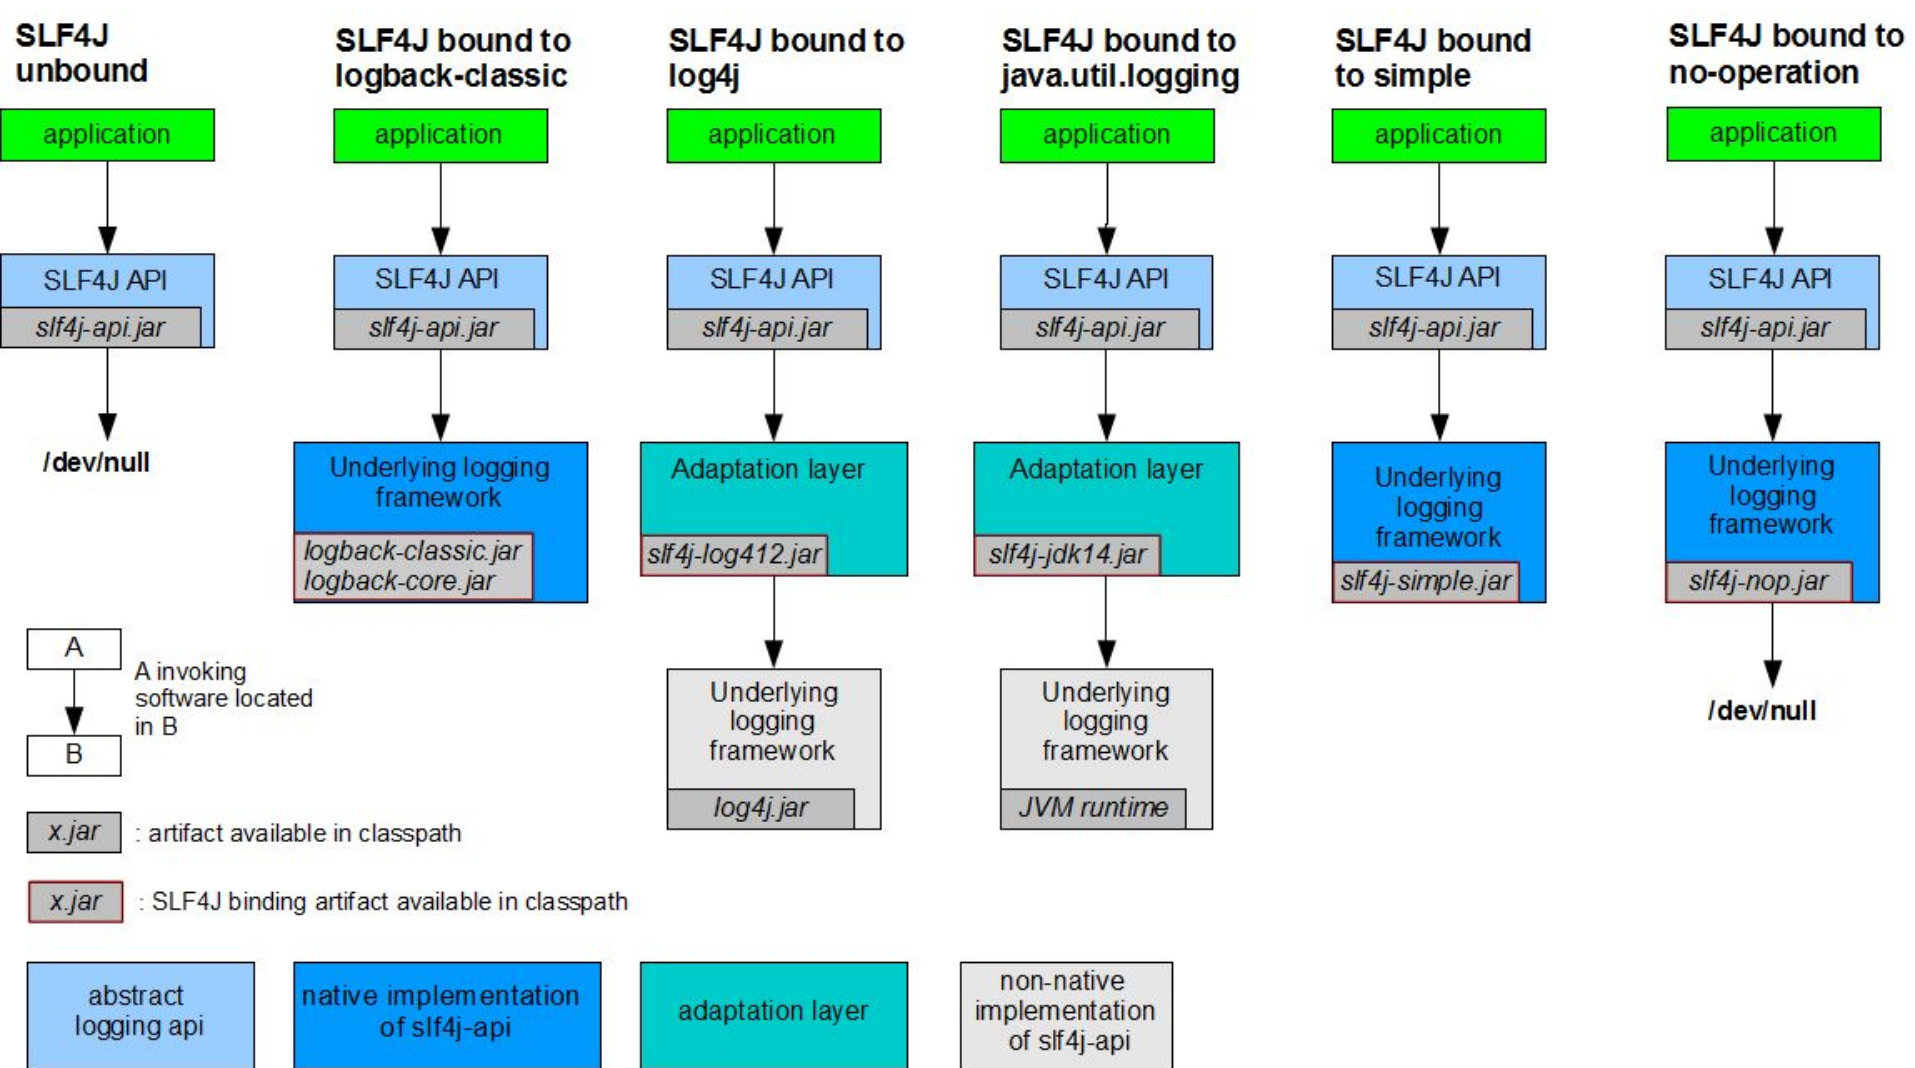 SLF4J
unbound
application
SLF4J API
slf4j-api.jar
/dev/null
SLF4J bound to
logback-classic
application
SLF4J API
slf4j-api.jar
Underlying logging
framework
logback-classic.jar
logback-core.jar
SLF4J bound to
log4j
application
SLF4J API
slf4j-api.jar
Adaptation layer
slf4j-log412.jar
Underlying
logging
framework
log4j.jar
SLF4J bound to
java.util.logging
application
SLF4J API
slf4j-api.jar
Adaptation layer
slf4j-jdk14.jar
Underlying
logging
framework
JVM runtime
SLF4J bound
to simple
application
SLF4J API
slf4j-api.jar
Underlying
logging
framework
slf4j-simple.jar
SLF4J bound to
no-operation
application
SLF4J API
slf4j-api.jar
Underlying
logging
framework
slf4j-nop.jar
/dev/null
A
B
A invoking
software located
in B
x.jar : artifact available in classpath
x.jar : SLF4J binding artifact available in classpath
abstract
logging api
native implementation
of slf4j-api
adaptation layer
non-native
implementation
of slf4j-api